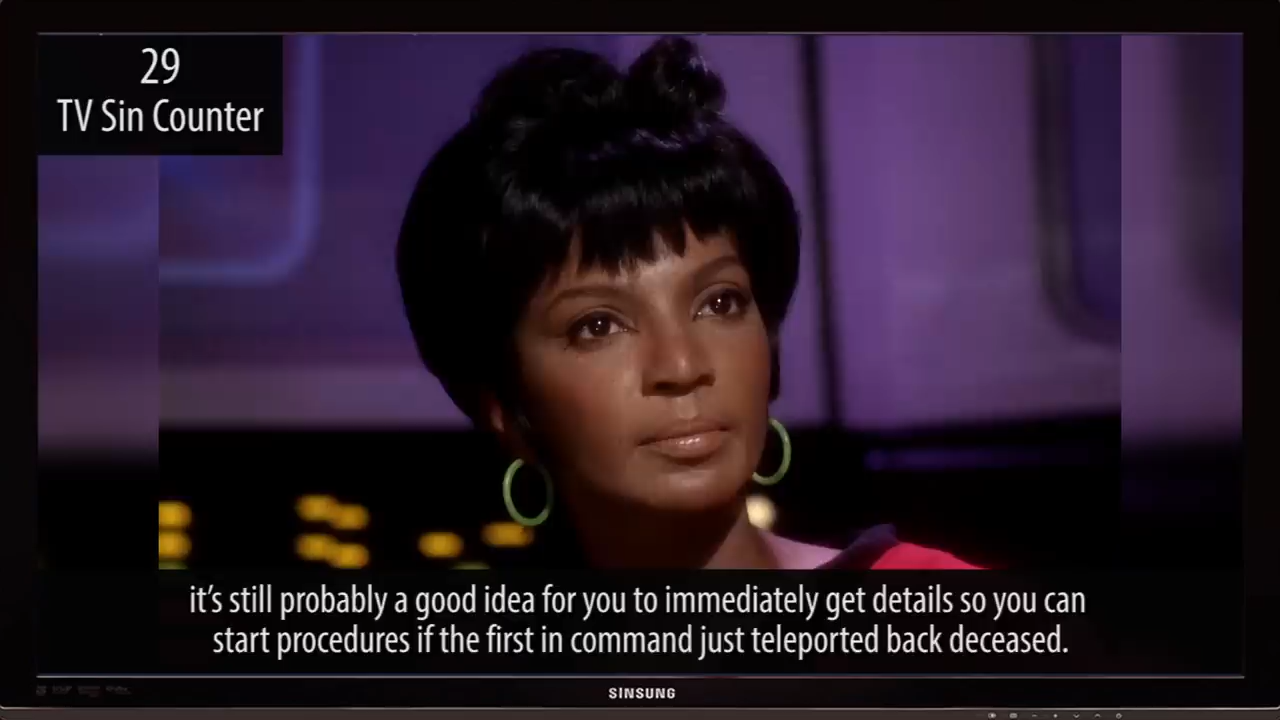 29
TV Sin Counter
it's still probably a good idea for you to immediately get details so you can
start procedures if the first in command just teleported back deceased.
SINSUNG